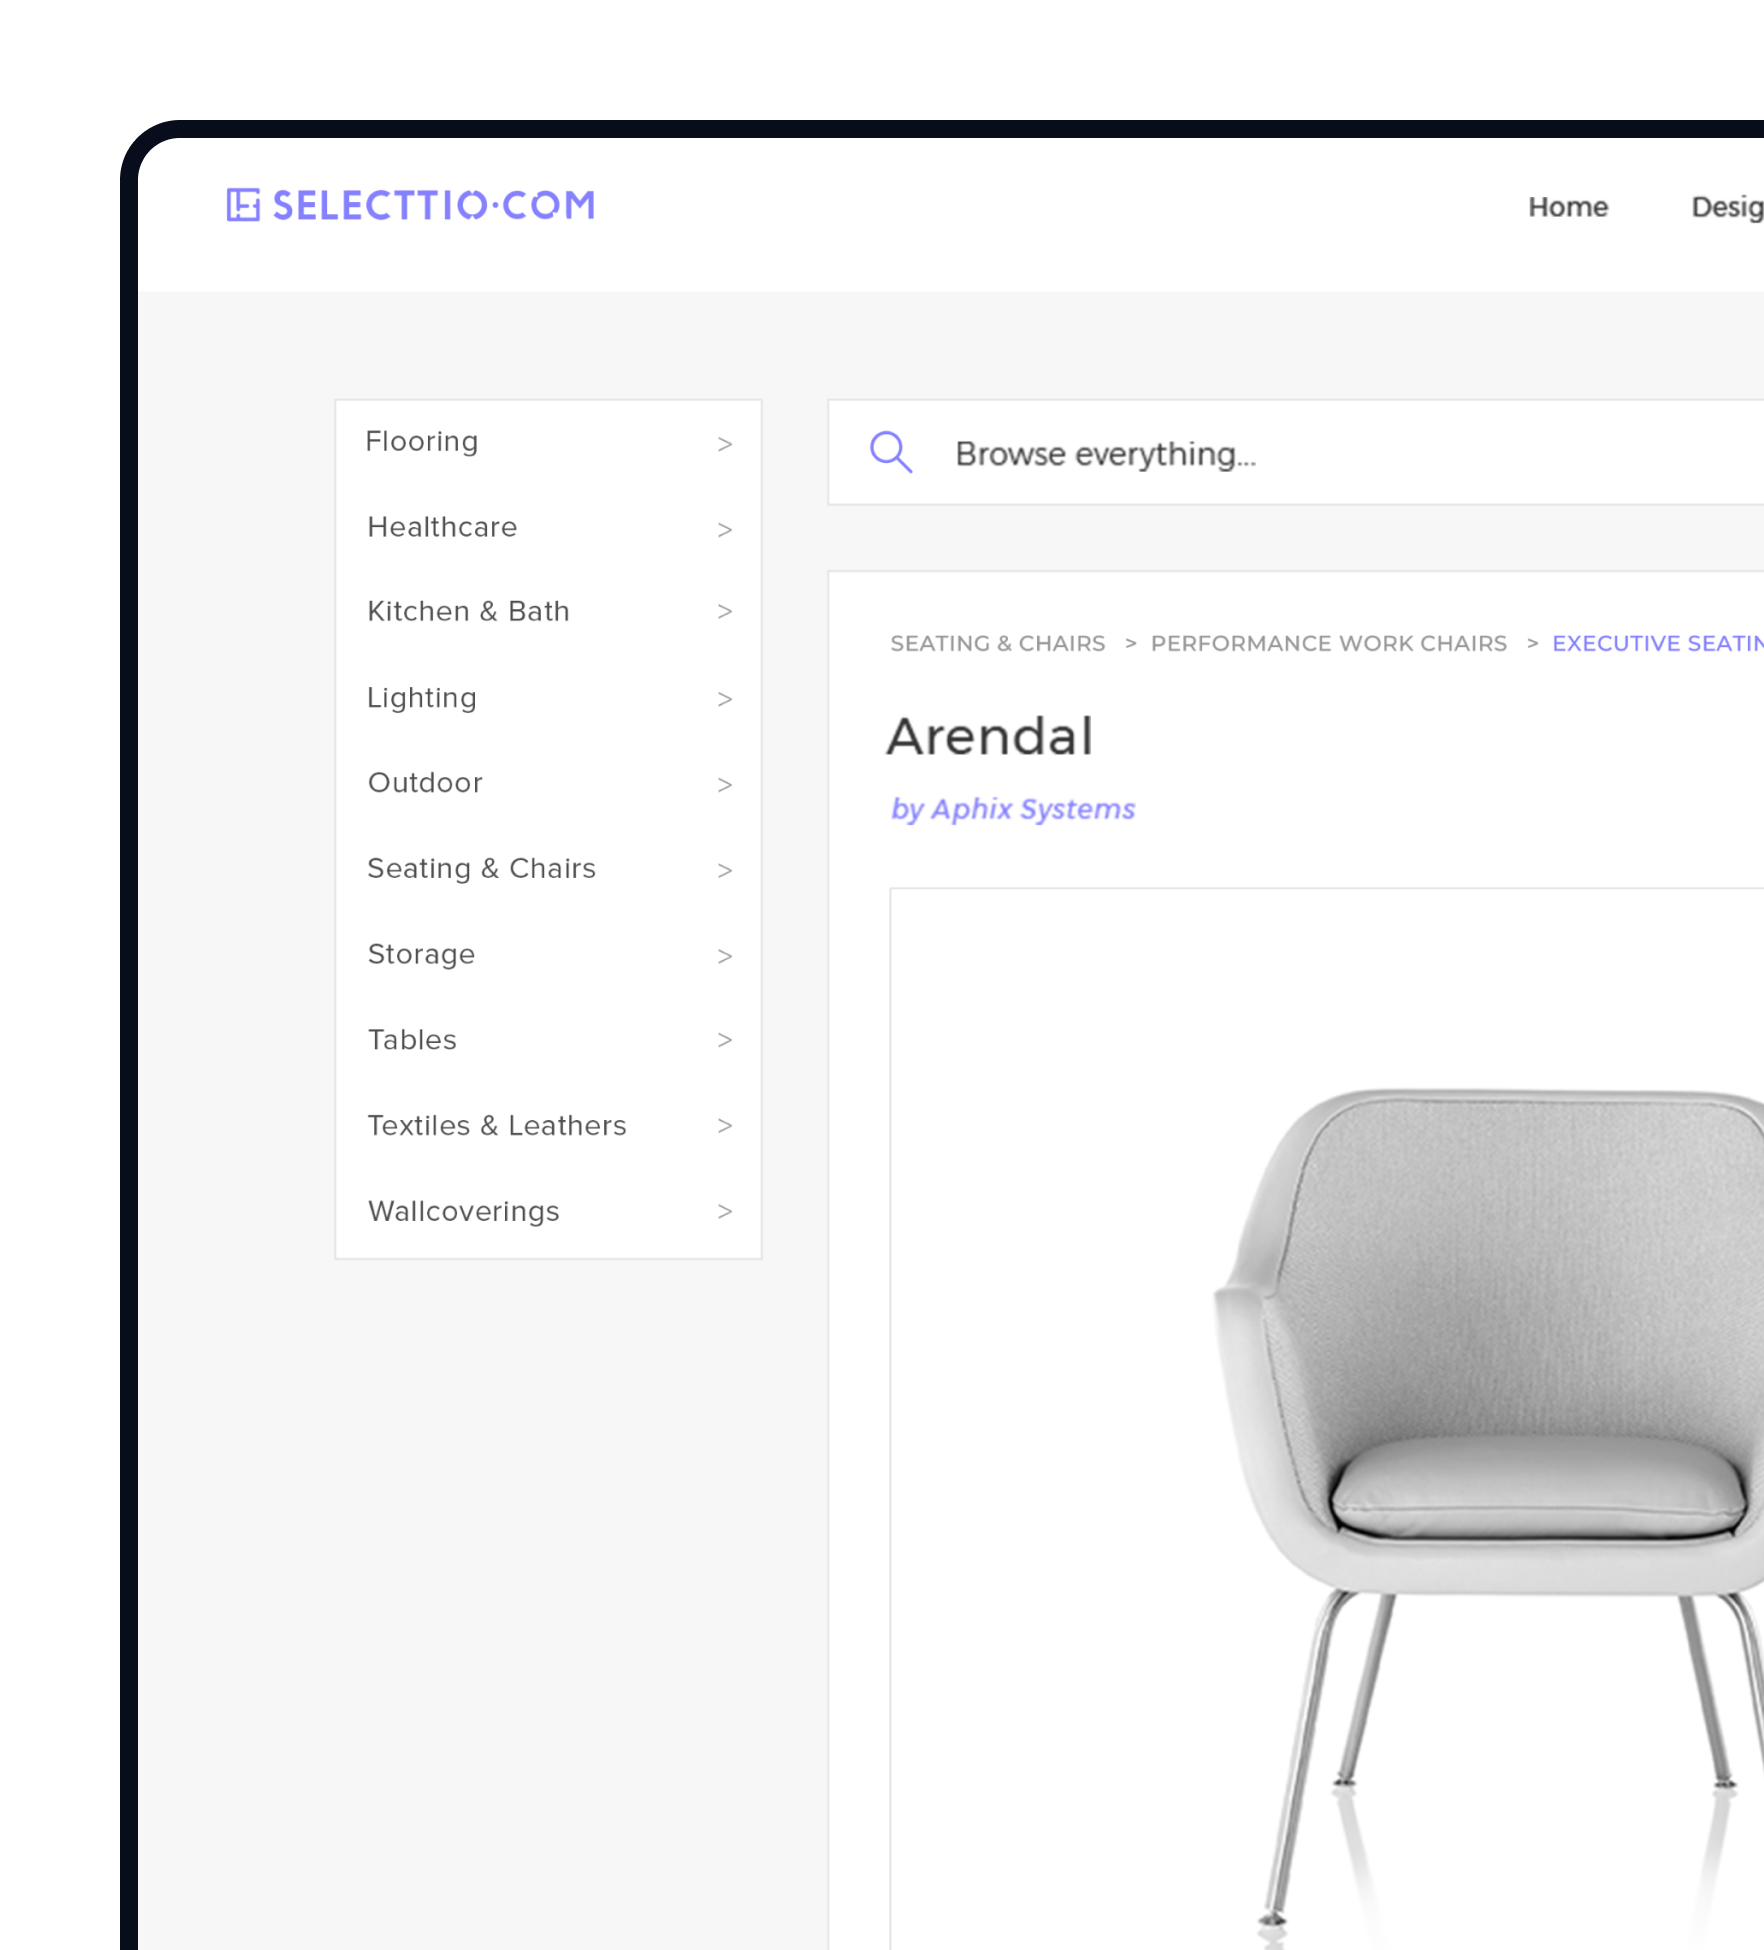 SELECTTIO·COM
Home Desig
Flooring >
Healthcare >
Kitchen & Bath >
Lighting >
Outdoor >
Seating & Chairs >
Storage >
Tables >
Textiles & Leathers >
Wallcoverings >
Browse everything...
SEATING & CHAIRS > PERFORMANCE WORK CHAIRS > EXECUTIVE SEATIN
Arendal
by Aphix Systems